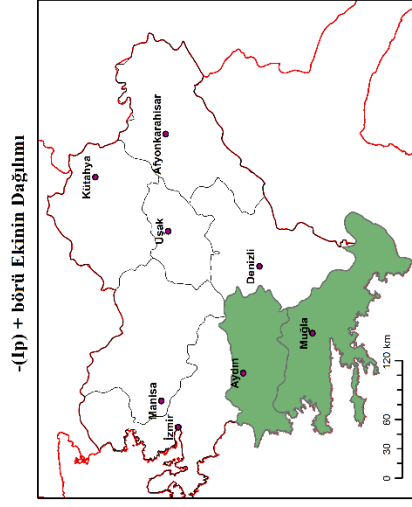 -(Ip) + börü Ekinin Dağılımı
Kütahya
Afyonkarahisar
Uşak
Manisa
İzmir
Denizli
Aydın
Muğla
0 30 60 120 km